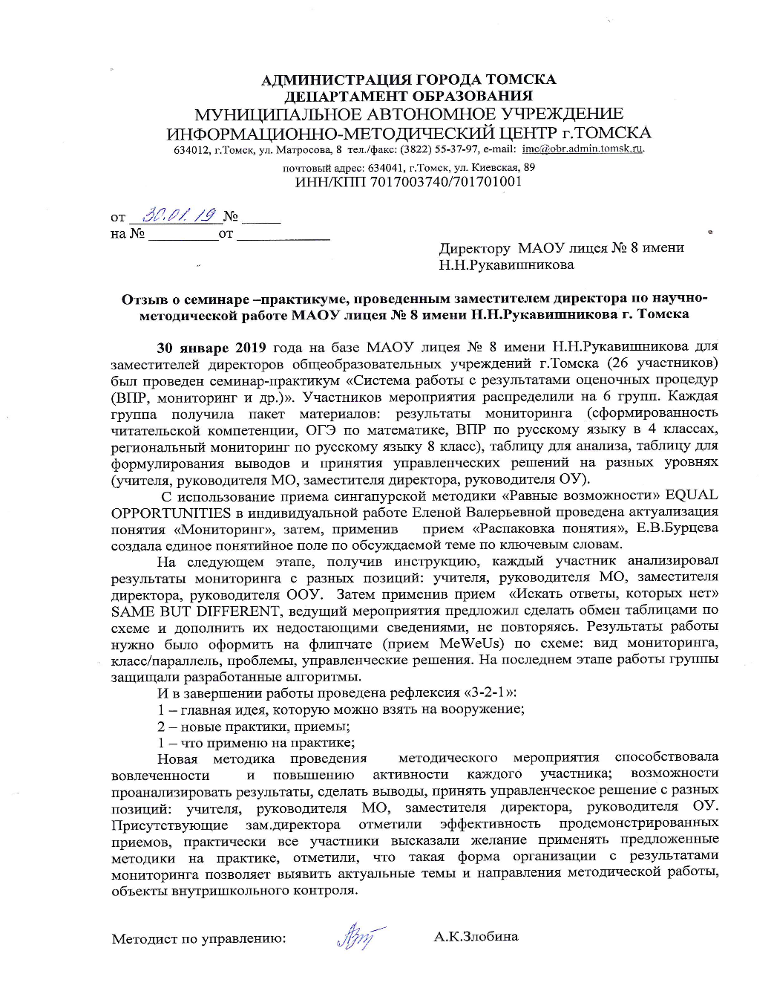 АДМИНИСТРАЦИЯ ГОРОДА ТОМСКА
ДЕПАРТАМЕНТ ОБРАЗОВАНИЯ
МУНИЦИПАЛЬНОЕ АВТОНОМНОЕ УЧРЕЖДЕНИЕ
ИНФОРМАЦИОННО-МЕТОДИЧЕСКИЙ ЦЕНТР г.ТОМСКА
634012, г.Томск, ул. Матросова, 8 тел./факс: (3822) 55-37-97, e-mail: imc@obr.admin.tomsk.ru.
почтовый адрес: 634041, г.Томск, ул. Киевская, 89
ИНН/КПП 7017003740/701701001
от 30.01.19 № _____
на № _________от ____________
Директору МАОУ лицея № 8 имени
Н.Н.Рукавишникова
Отзыв о семинаре –практикуме, проведенным заместителем директора по научно-
методической работе МАОУ лицея № 8 имени Н.Н.Рукавишникова г. Томска
30 январе 2019 года на базе МАОУ лицея № 8 имени Н.Н.Рукавишникова для
заместителей директоров общеобразовательных учреждений г.Томска (26 участников)
был проведен семинар-практикум «Система работы с результатами оценочных процедур
(ВПР, мониторинг и др.)». Участников мероприятия распределили на 6 групп. Каждая
группа получила пакет материалов: результаты мониторинга (сформированность
читательской компетенции, ОГЭ по математике, ВПР по русскому языку в 4 классах,
региональный мониторинг по русскому языку 8 класс), таблицу для анализа, таблицу для
формулирования выводов и принятия управленческих решений на разных уровнях
(учителя, руководителя МО, заместителя директора, руководителя ОУ).
С использование приема сингапурской методики «Равные возможности» EQUAL
OPPORTUNITIES в индивидуальной работе Еленой Валерьевной проведена актуализация
понятия «Мониторинг», затем, применив прием «Распаковка понятия», Е.В.Бурцева
создала единое понятийное поле по обсуждаемой теме по ключевым словам.
На следующем этапе, получив инструкцию, каждый участник анализировал
результаты мониторинга с разных позиций: учителя, руководителя МО, заместителя
директора, руководителя ООУ. Затем применив прием «Искать ответы, которых нет»
SAME BUT DIFFERENT, ведущий мероприятия предложил сделать обмен таблицами по
схеме и дополнить их недостающими сведениями, не повторяясь. Результаты работы
нужно было оформить на флипчате (прием MeWeUs) по схеме: вид мониторинга,
класс/параллель, проблемы, управленческие решения. На последнем этапе работы группы
защищали разработанные алгоритмы.
И в завершении работы проведена рефлексия «3-2-1»:
1 – главная идея, которую можно взять на вооружение;
2 – новые практики, приемы;
1 – что применю на практике;
Новая методика проведения методического мероприятия способствовала
вовлеченности и повышению активности каждого участника; возможности
проанализировать результаты, сделать выводы, принять управленческое решение с разных
позиций: учителя, руководителя МО, заместителя директора, руководителя ОУ.
Присутствующие зам.директора отметили эффективность продемонстрированных
приемов, практически все участники высказали желание применять предложенные
методики на практике, отметили, что такая форма организации с результатами
мониторинга позволяет выявить актуальные темы и направления методической работы,
объекты внутришкольного контроля.
Методист по управлению: А.К.Злобина